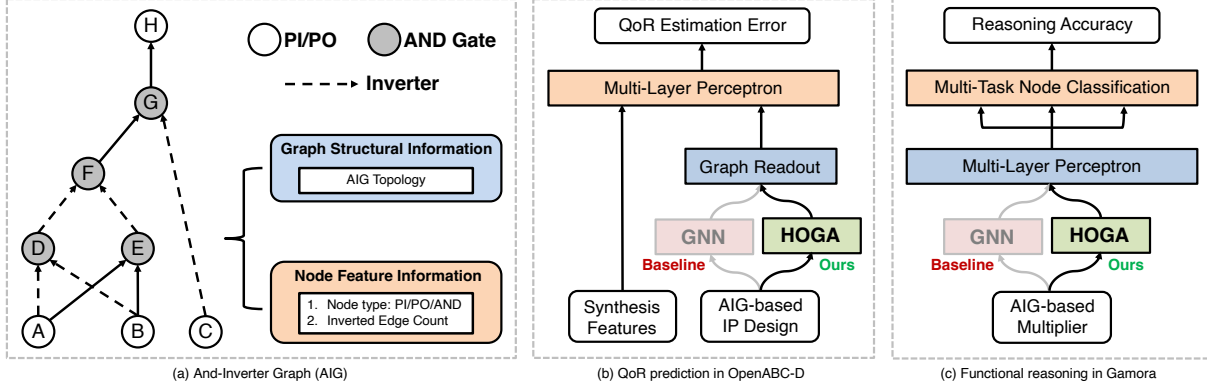 H
PI/PO
AND Gate
Inverter
G
F
D
E
A
B
C
Graph Structural Information
AIG Topology
Node Feature Information
1. Node type: PI/PO/AND
2. Inverted Edge Count
(a) And-Inverter Graph (AIG)
QoR Estimation Error
Multi-Layer Perceptron
Graph Readout
GNN
HOGA
Baseline
Ours
Synthesis
Features
AIG-based
IP Design
(b) QoR prediction in OpenABC-D
Reasoning Accuracy
Multi-Task Node Classification
Multi-Layer Perceptron
GNN
HOGA
Baseline
Ours
AIG-based
Multiplier
(c) Functional reasoning in Gamora